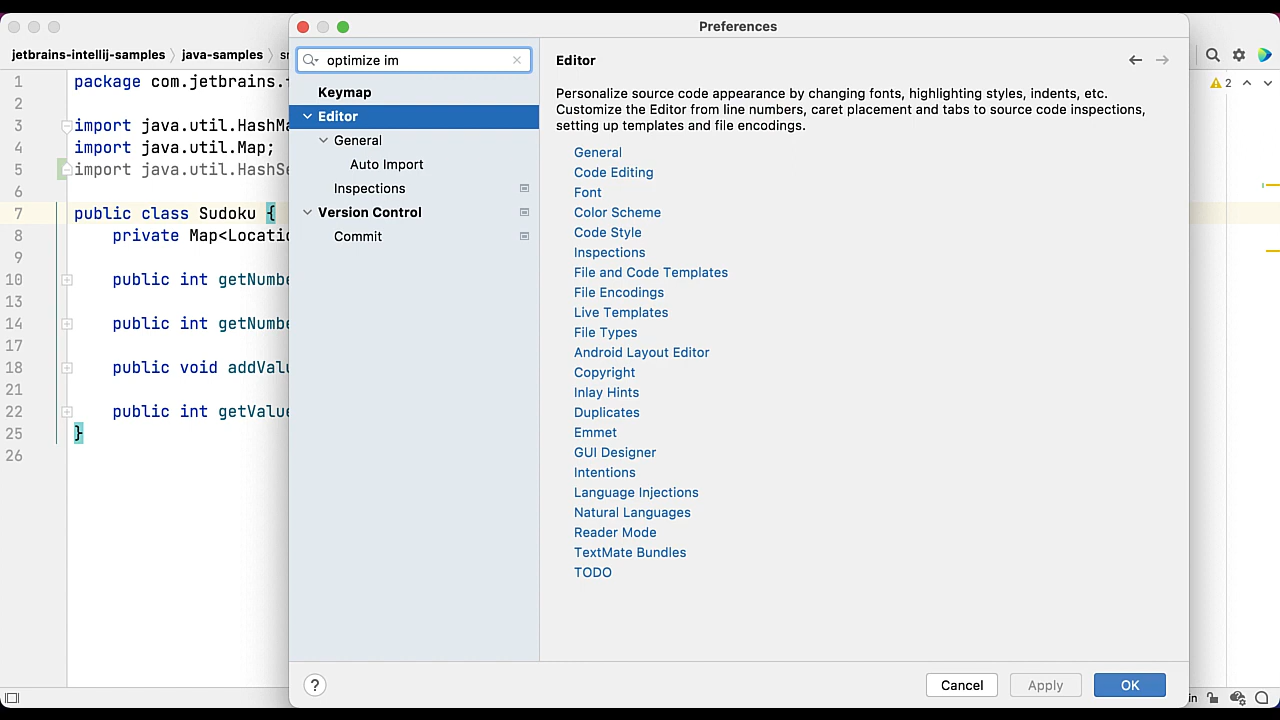 Preferences
jetbrains-intellij-samples
java-samples
optimize im
Editor
2
Keymap
Editor
General
Auto Import
Inspections
Version Control
Commit
Personalize source code appearance by changing fonts, highlighting styles, indents, etc.
Customize the Editor from line numbers, caret placement and tabs to source code inspections,
setting up templates and file encodings.
General
Code Editing
Font
Color Scheme
Code Style
Inspections
File and Code Templates
File Encodings
Live Templates
File Types
Android Layout Editor
Copyright
Inlay Hints
Duplicates
Emmet
GUI Designer
Intentions
Language Injections
Natural Languages
Reader Mode
TextMate Bundles
TODO
1 package com.jetbrains.
2
3 import java.util.HashMa
4 import java.util.Map;
5 import java.util.HashSe
6
7 public class Sudoku {
8 private Map<Locatio
9
10 public int getNumbe
13
14 public int getNumbe
17
18 public void addValu
21
22 public int getValue
25 }
26
?
Cancel
Apply
OK